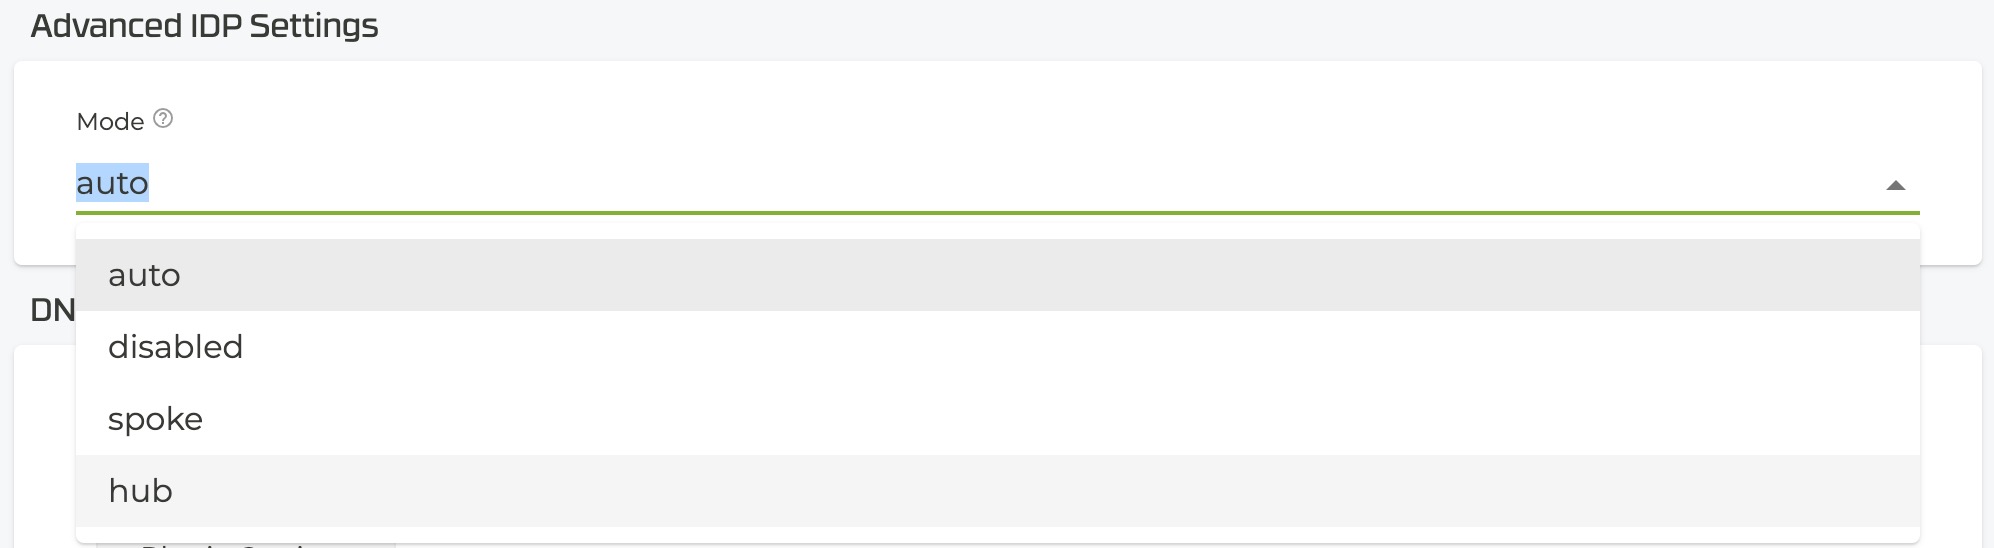 Advanced IDP Settings
Mode
auto
auto
DN
disabled
spoke
hub